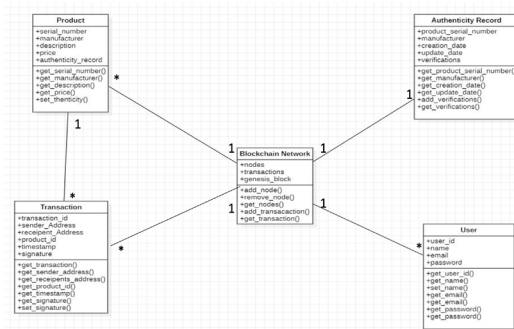 Product
+serial_number
+manufacturer
+description
+price
+authenticity_record
+get_serial_number()
+get_manufacturer()
+get_description()
+get_price()
+set_thenticity()
*
1
1
*
Authenticity Record
+product_serial_number
+manufacturer
+creation_date
+update_date
+verifications
+get_product_serial_number(
+get_manufacturer()
+get_creation_date()
+get_update_date()
+add_verifications()
+get_verifications()
1
1
Blockchain Network
+nodes
+transactions
+genesis_block
+add_node()
+remove_node()
+get_nodes()
+add_transacaction()
+get_transaction()
1
1
*
*
Transaction
+transaction_id
+sender_Address
+receipent_Address
+product_id
+timestamp
+signature
+get_transaction()
+get_sender_address()
+get_receipents_address()
+get_product_id()
+get_timestamp()
+get_signature()
+set_signature()
User
+user_id
+name
+email
+password
+get_user_id()
+get_name()
+set_name()
+get_email()
+get_email()
+get_password()
+get_password()